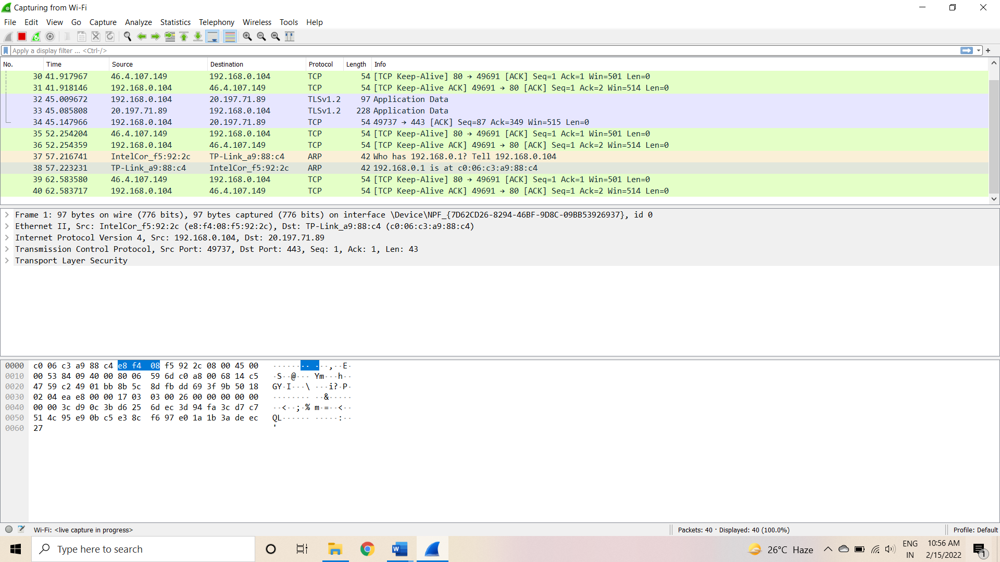 Capturing from Wi-Fi
File Edit View Go Capture Analyze Statistics Telephony Wireless Tools Help
Apply a display filter ... <Ctrl-/>
No. Time Source Destination Protocol Length Info
30 41.917967 46.4.107.149 192.168.0.104 TCP 54 [TCP Keep-Alive] 80 → 49691 [ACK] Seq=1 Ack=1 Win=501 Len=0
31 41.918146 192.168.0.104 46.4.107.149 TCP 54 [TCP Keep-Alive ACK] 49691 → 80 [ACK] Seq=1 Ack=2 Win=514 Len=0
32 45.009672 192.168.0.104 20.197.71.89 TLSv1.2 97 Application Data
33 45.085808 20.197.71.89 192.168.0.104 TLSv1.2 228 Application Data
34 45.147966 192.168.0.104 20.197.71.89 TCP 54 49737 → 443 [ACK] Seq=87 Ack=349 Win=515 Len=0
35 52.254204 46.4.107.149 192.168.0.104 TCP 54 [TCP Keep-Alive] 80 → 49691 [ACK] Seq=1 Ack=1 Win=501 Len=0
36 52.254359 192.168.0.104 46.4.107.149 TCP 54 [TCP Keep-Alive ACK] 49691 → 80 [ACK] Seq=1 Ack=2 Win=514 Len=0
37 57.216741 IntelCor_f5:92:2c TP-Link_a9:88:c4 ARP 42 Who has 192.168.0.1? Tell 192.168.0.104
38 57.223231 TP-Link_a9:88:c4 IntelCor_f5:92:2c ARP 42 192.168.0.1 is at c0:06:c3:a9:88:c4
39 62.583580 46.4.107.149 192.168.0.104 TCP 54 [TCP Keep-Alive] 80 → 49691 [ACK] Seq=1 Ack=1 Win=501 Len=0
40 62.583717 192.168.0.104 46.4.107.149 TCP 54 [TCP Keep-Alive ACK] 49691 → 80 [ACK] Seq=1 Ack=2 Win=514 Len=0
Frame 1: 97 bytes on wire (776 bits), 97 bytes captured (776 bits) on interface \Device\NPF_{7D62CD26-8294-46BF-9D8C-09BB53926937}, id 0
Ethernet II, Src: IntelCor_f5:92:2c (e8:f4:08:f5:92:2c), Dst: TP-Link_a9:88:c4 (c0:06:c3:a9:88:c4)
Internet Protocol Version 4, Src: 192.168.0.104, Dst: 20.197.71.89
Transmission Control Protocol, Src Port: 49737, Dst Port: 443, Seq: 1, Ack: 1, Len: 43
Transport Layer Security
0000 c0 06 c3 a9 88 c4 e8 f4 08 f5 92 2c 08 00 45 00 ········ ···,··E·
0010 00 53 84 09 40 00 80 06 59 6d c0 a8 00 68 14 c5 ·S··@··· Ym···h··
0020 47 59 c2 49 01 bb 8b 5c 8d fb dd 69 3f 9b 50 18 GY·I···\ ···i?·P·
0030 02 04 ea e8 00 00 17 03 03 00 26 00 00 00 00 00 ········ ··&·····
0040 00 00 3c d9 0c 3b d6 25 6d ec 3d 94 fa 3c d7 c7 ··<··;·% m·=··<··
0050 51 4c 95 e9 0b c5 e3 8c f6 97 e0 1a 1b 3a de ec QL······ ·····:··
0060 27 '
Wi-Fi: <live capture in progress> Packets: 40 · Displayed: 40 (100.0%) Profile: Default
Type here to search 26°C Haze ENG IN 10:56 AM 2/15/2022 1